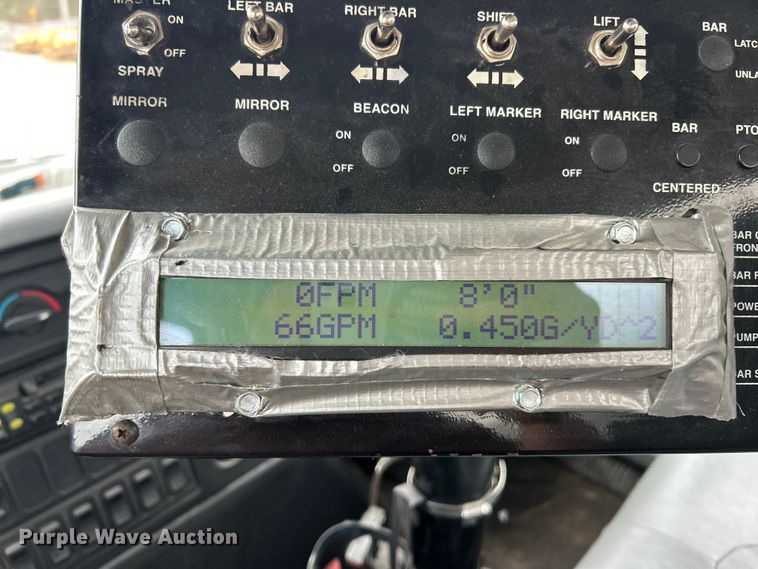 MASTER
ON
OFF
SPRAY
LEFT BAR
RIGHT BAR
SHIFT
LIFT
BAR
MIRROR
MIRROR
BEACON
ON
OFF
LEFT MARKER
ON
OFF
RIGHT MARKER
ON
OFF
BAR
CENTERED
PTO
0FPM 8'0"
66GPM 0.450G/YD^2
Purple Wave Auction